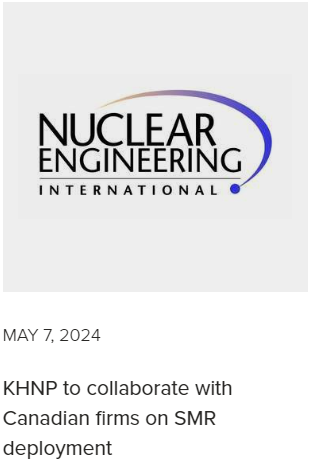 NUCLEAR
ENGINEERING
INTERNATIONAL
MAY 7, 2024
KHNP to collaborate with
Canadian firms on SMR
deployment